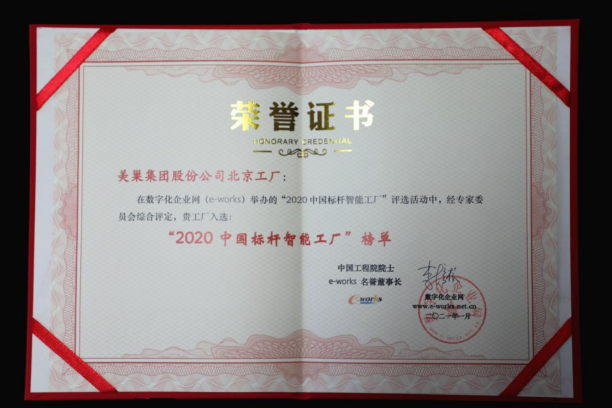 荣誉证书
HONORARY CREDENTIAL
美巢集团股份公司北京工厂：
在数字化企业网（e-works）举办的“2020中国标杆智能工厂”评选活动中，经专家委
员会综合评定，贵工厂入选：
“2020 中国标杆智能工厂”榜单
中国工程院院士
e-works 名誉董事长
e-works
数字化企业网
www.e-works.net.cn
二〇二一年一月